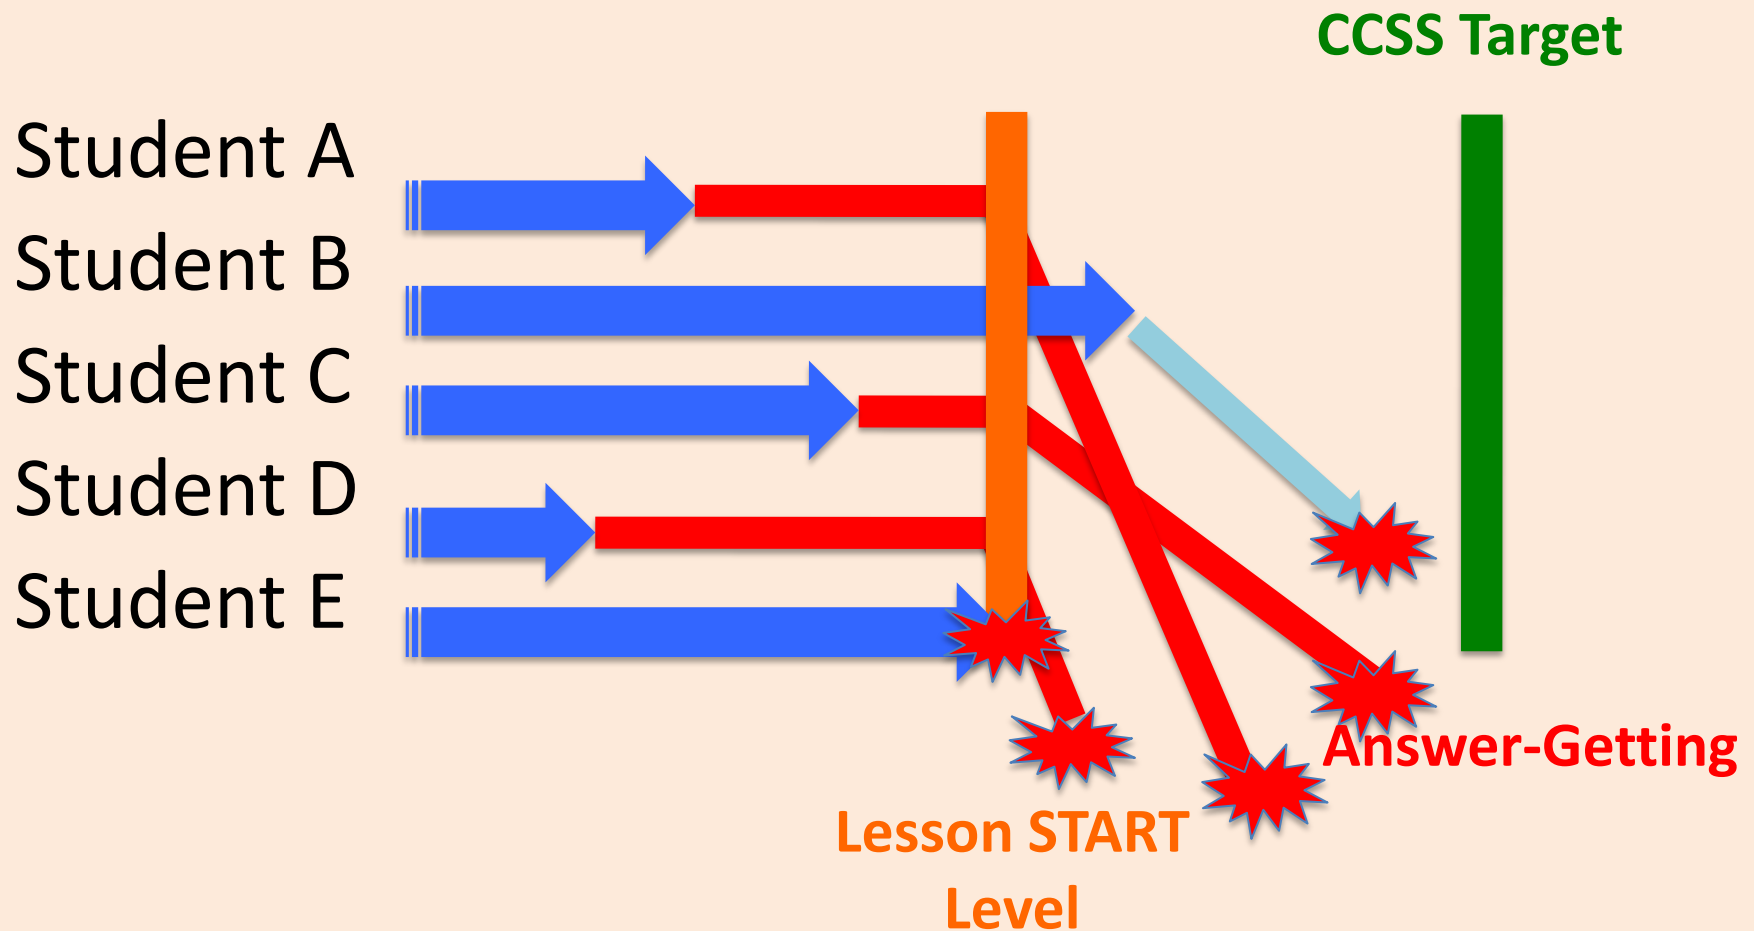 CCSS Target
Student A
Student B
Student C
Student D
Student E
Answer-Getting
Lesson START
Level